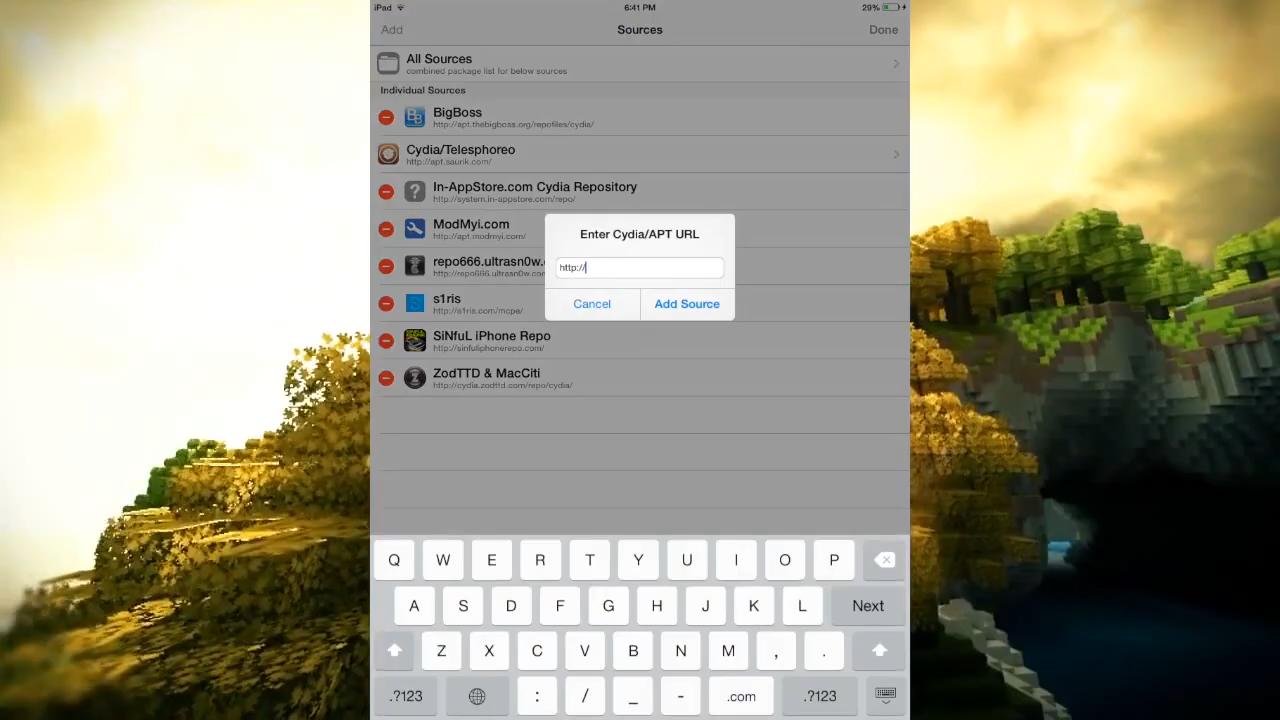 iPad
6:41 PM
29%
Add
Sources
Done
All Sources
combined package list for below sources
Individual Sources
BigBoss
http://apt.thebigboss.org/repofiles/cydia/
Cydia/Telesphoreo
http://apt.saurik.com/
In-AppStore.com Cydia Repository
http://system.in-appstore.com/repo/
ModMyi.com
http://apt.modmyi.com/
repo666.ultrasn0w.
http://repo666.ultrasn0w.com
s1ris
http://s1ris.com/mcpe/
SiNfuL iPhone Repo
http://sinfuliphonerepo.com/
ZodTTD & MacCiti
http://cydia.zodttd.com/repo/cydia/
Enter Cydia/APT URL
http://
Cancel
Add Source
Q W E R T Y U I O P
A S D F G H J K L Next
Z X C V B N M , .
.?123 : / _ - .com .?123